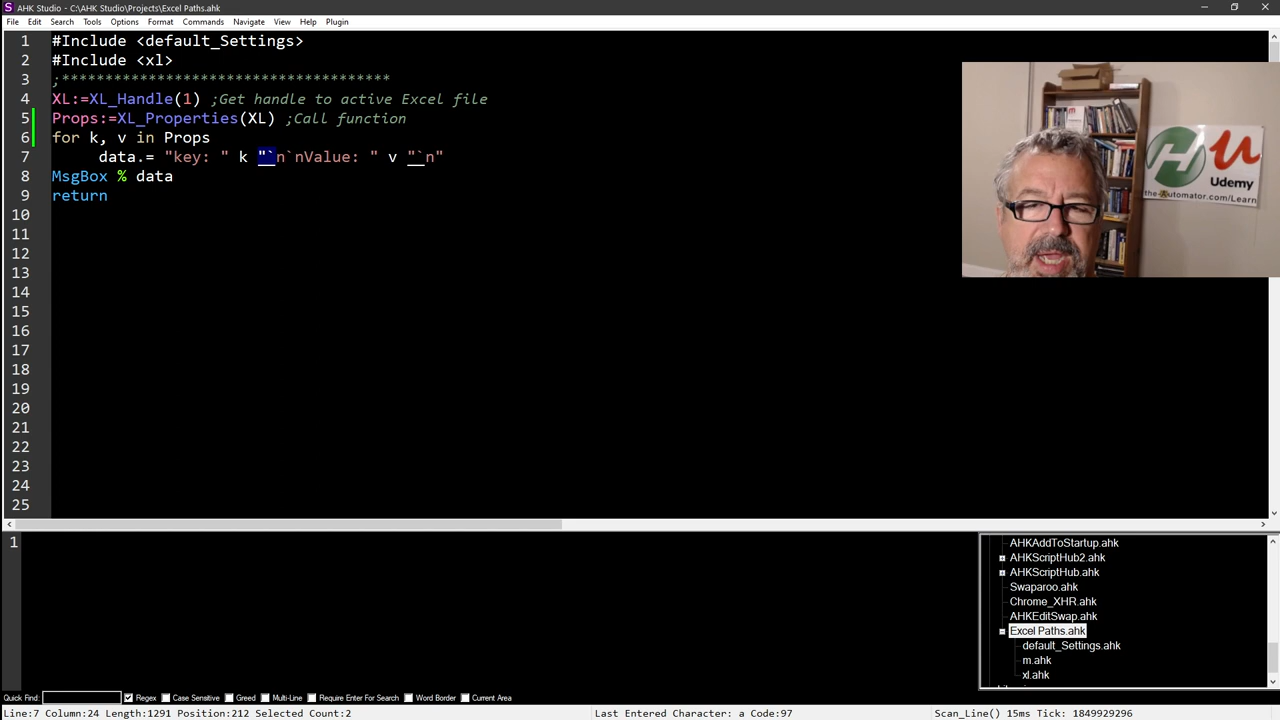 AHK Studio - C:\AHK Studio\Projects\Excel Paths.ahk
File Edit Search Tools Options Format Commands Navigate View Help Plugin
1 #Include <default_Settings>
2 #Include <xl>
3 ;***********************************
4 XL:=XL_Handle(1) ;Get handle to active Excel file
5 Props:=XL_Properties(XL) ;Call function
6 for k, v in Props
7 data.= "key: " k "`n`nValue: " v "`n"
8 MsgBox % data
9 return
10
11
12
13
14
15
16
17
18
19
20
21
22
23
24
25
Udemy
the-Automator.com/Learn
1
AHKAddToStartup.ahk
AHKScriptHub2.ahk
AHKScriptHub.ahk
Swaparoo.ahk
Chrome_XHR.ahk
AHKEditSwap.ahk
Excel Paths.ahk
default_Settings.ahk
m.ahk
xl.ahk
Quick Find: Regex Case Sensitive Greed Multi-Line Require Enter For Search Word Border Current Area
Line:7 Column:24 Length:1291 Position:212 Selected Count:2 Last Entered Character: a Code:97 Scan_Line() 15ms Tick: 1849929296